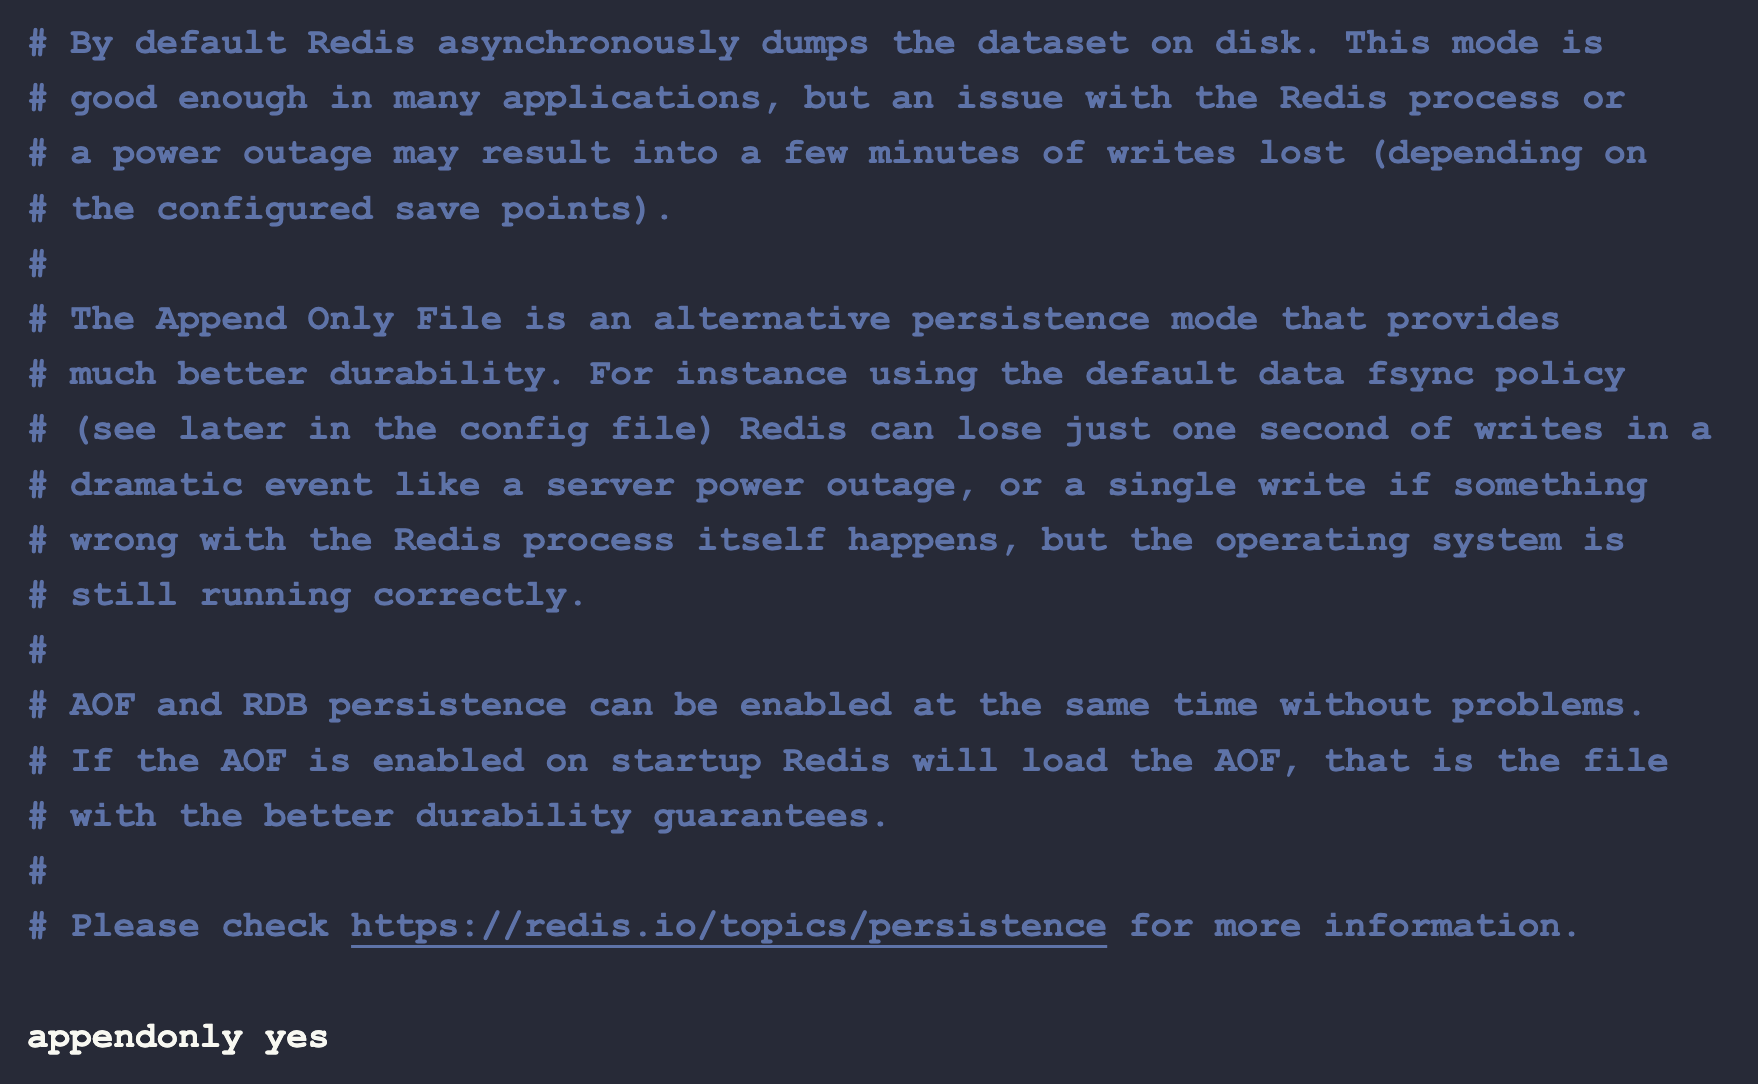 # By default Redis asynchronously dumps the dataset on disk. This mode is
# good enough in many applications, but an issue with the Redis process or
# a power outage may result into a few minutes of writes lost (depending on
# the configured save points).
#
# The Append Only File is an alternative persistence mode that provides
# much better durability. For instance using the default data fsync policy
# (see later in the config file) Redis can lose just one second of writes in a
# dramatic event like a server power outage, or a single write if something
# wrong with the Redis process itself happens, but the operating system is
# still running correctly.
#
# AOF and RDB persistence can be enabled at the same time without problems.
# If the AOF is enabled on startup Redis will load the AOF, that is the file
# with the better durability guarantees.
#
# Please check https://redis.io/topics/persistence for more information.

appendonly yes